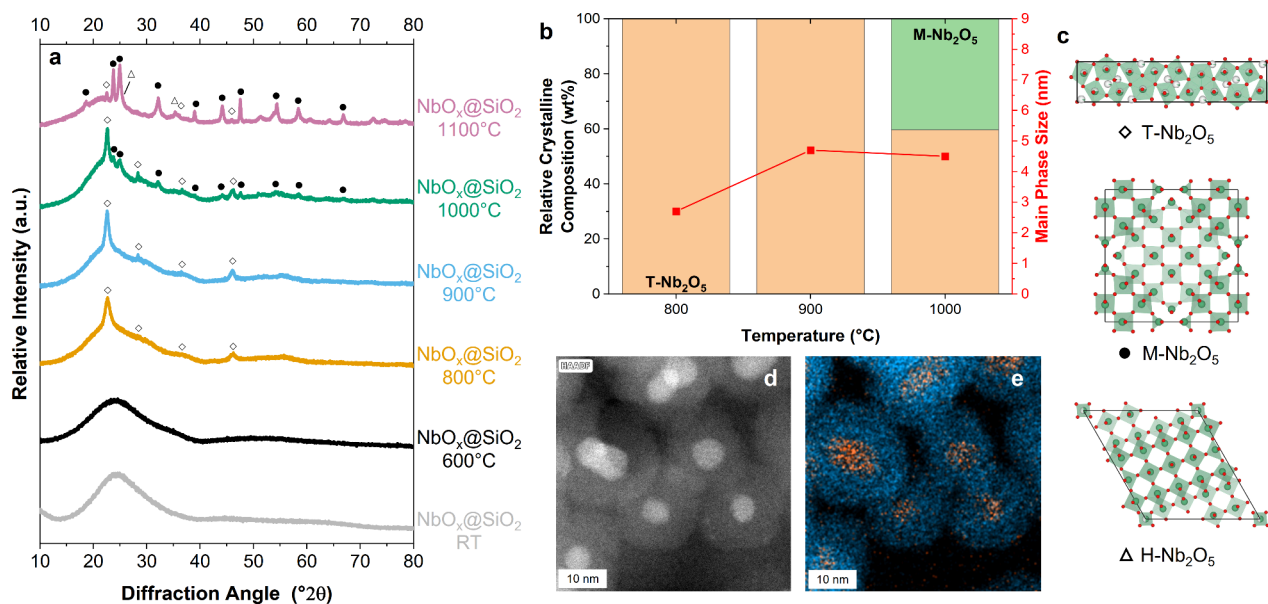 10 20 30 40 50 60 70 80
a
Relative Intensity (a.u.)
NbOₓ@SiO₂
1100°C
NbOₓ@SiO₂
1000°C
NbOₓ@SiO₂
900°C
NbOₓ@SiO₂
800°C
NbOₓ@SiO₂
600°C
NbOₓ@SiO₂
RT
10 20 30 40 50 60 70 80
Diffraction Angle (°2θ)
b
Relative Crystalline
Composition (wt%)
100
80
60
40
20
0
M-Nb₂O₅
T-Nb₂O₅
9
8
7
6
5
4
3
2
1
0
Main Phase Size (nm)
800 900 1000
Temperature (°C)
c
◇ T-Nb₂O₅
● M-Nb₂O₅
△ H-Nb₂O₅
HAADF
d
10 nm
e
10 nm